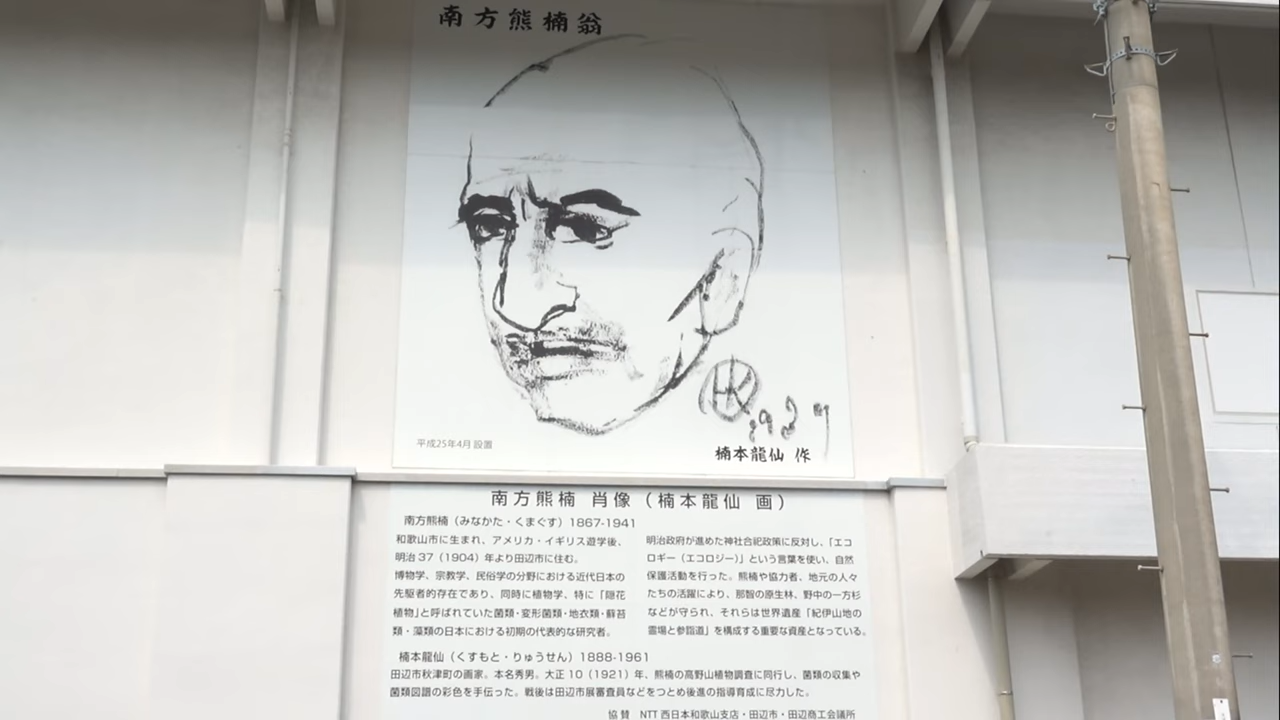 南方熊楠翁
HK
平成25年4月 設置
楠本龍仙 作
南方熊楠 肖像(楠本龍仙 画)
南方熊楠(みなかた・くまぐす)1867-1941
和歌山市に生まれ、アメリカ・イギリス遊学後、
明治37(1904)年より田辺市に住む。
博物学、宗教学、民俗学の分野における近代日本の
先駆者的存在であり、同時に植物学、特に「隠花
植物」と呼ばれていた菌類・変形菌類・地衣類・蘚苔
類・藻類の日本における初期の代表的な研究者。
明治政府が進めた神社合祀政策に反対し、「エコ
ロギー(エコロジー)」という言葉を使い、自然
保護活動を行った。熊楠や協力者、地元の人々
たちの活躍により、那智の原生林、野中の一方杉
などが守られ、それらは世界遺産「紀伊山地の
霊場と参詣道」を構成する重要な資産となっている。
楠本龍仙(くすもと・りゅうせん)1888-1961
田辺市秋津町の画家。本名秀男。大正10(1921)年、熊楠の高野山植物調査に同行し、菌類の収集や
菌類図譜の彩色を手伝った。戦後は田辺市展審査員などをつとめ後進の指導育成に尽力した。
協賛 NTT西日本和歌山支店・田辺市・田辺商工会議所